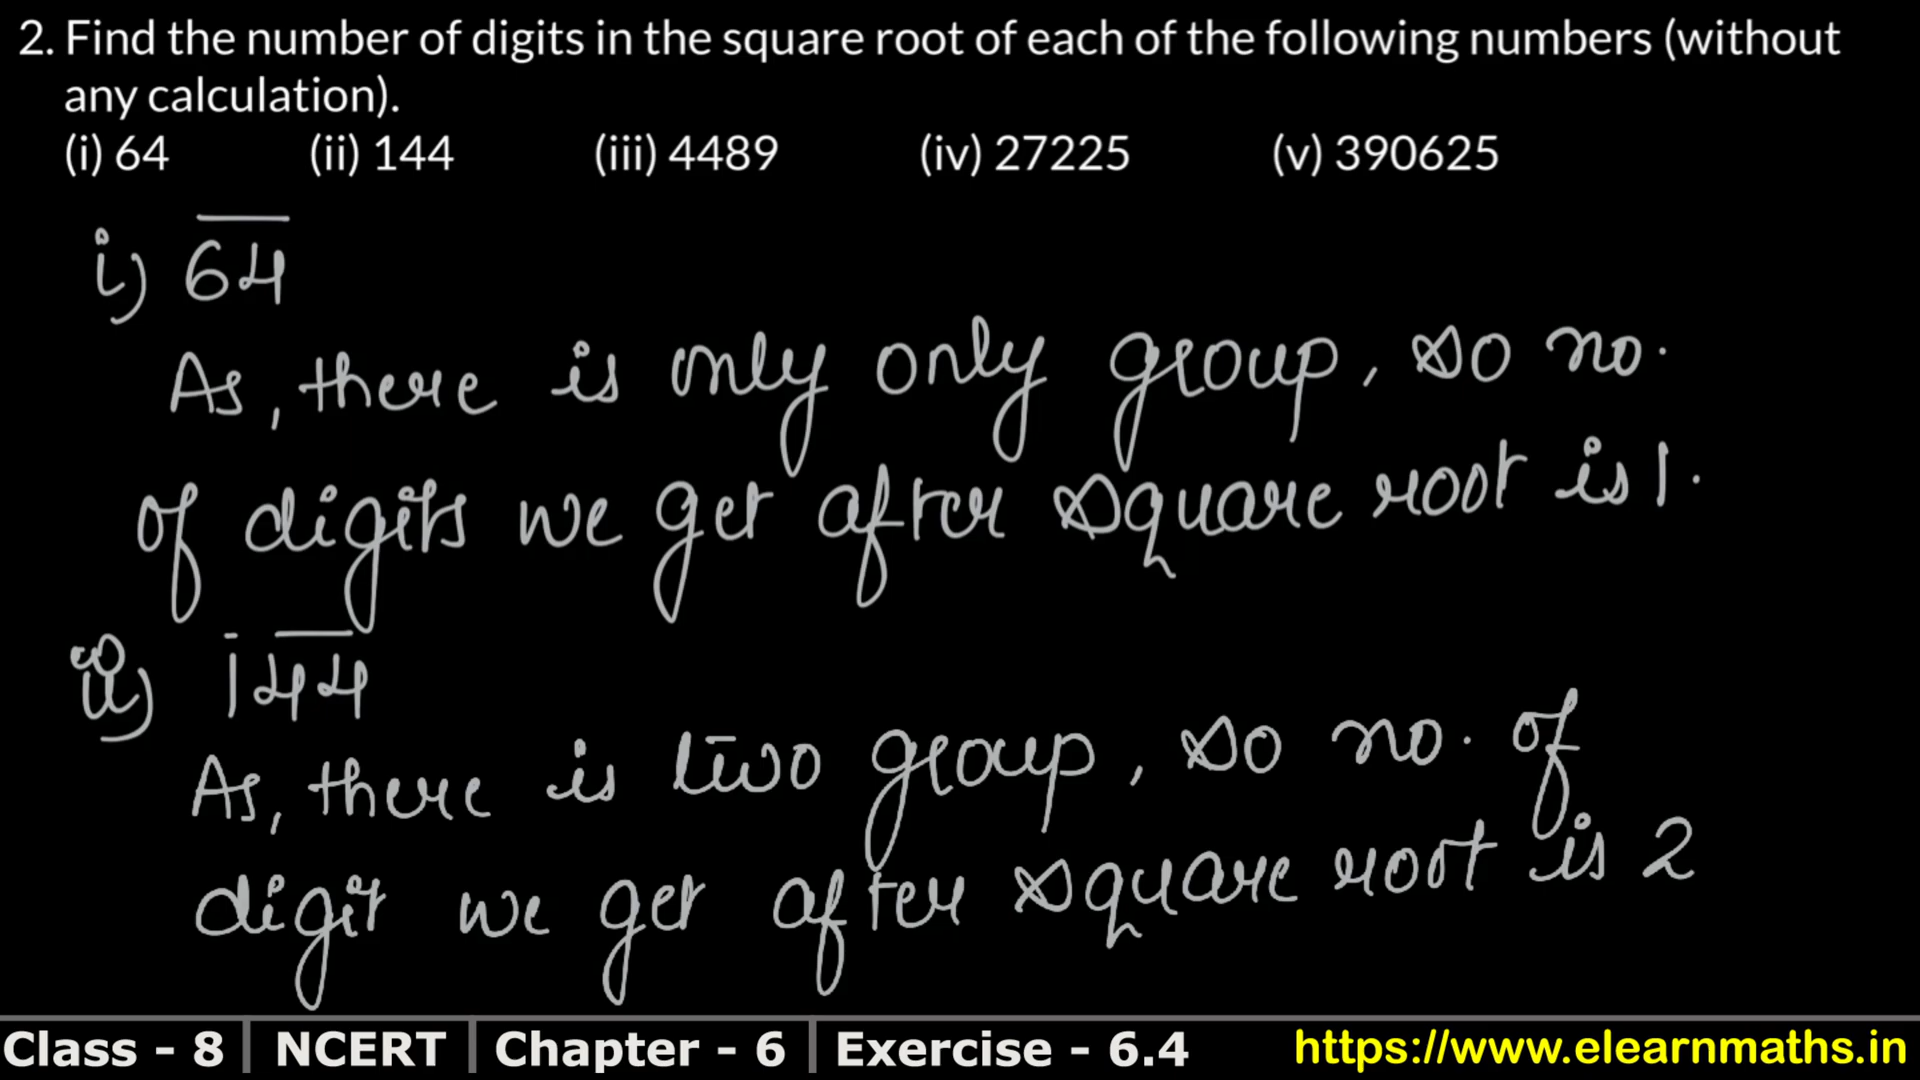 2. Find the number of digits in the square root of each of the following numbers (without
any calculation).
(i) 64 (ii) 144 (iii) 4489 (iv) 27225 (v) 390625
i) 64
As, there is only only group, so no.
of digits we get after square root is 1.
ii) 144
As, there is two group, so no. of
digit we get after square root is 2
Class - 8 | NCERT | Chapter - 6 | Exercise - 6.4 https://www.elearnmaths.in